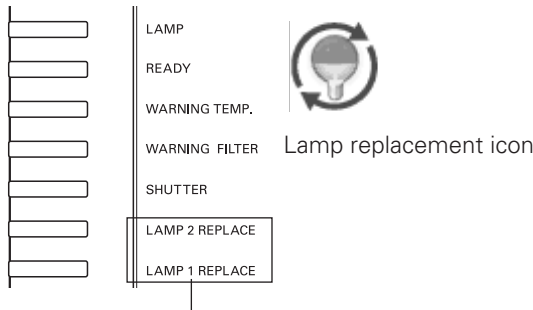 LAMP
READY
WARNING TEMP.
WARNING FILTER
SHUTTER
LAMP 2 REPLACE
LAMP 1 REPLACE
Lamp replacement icon